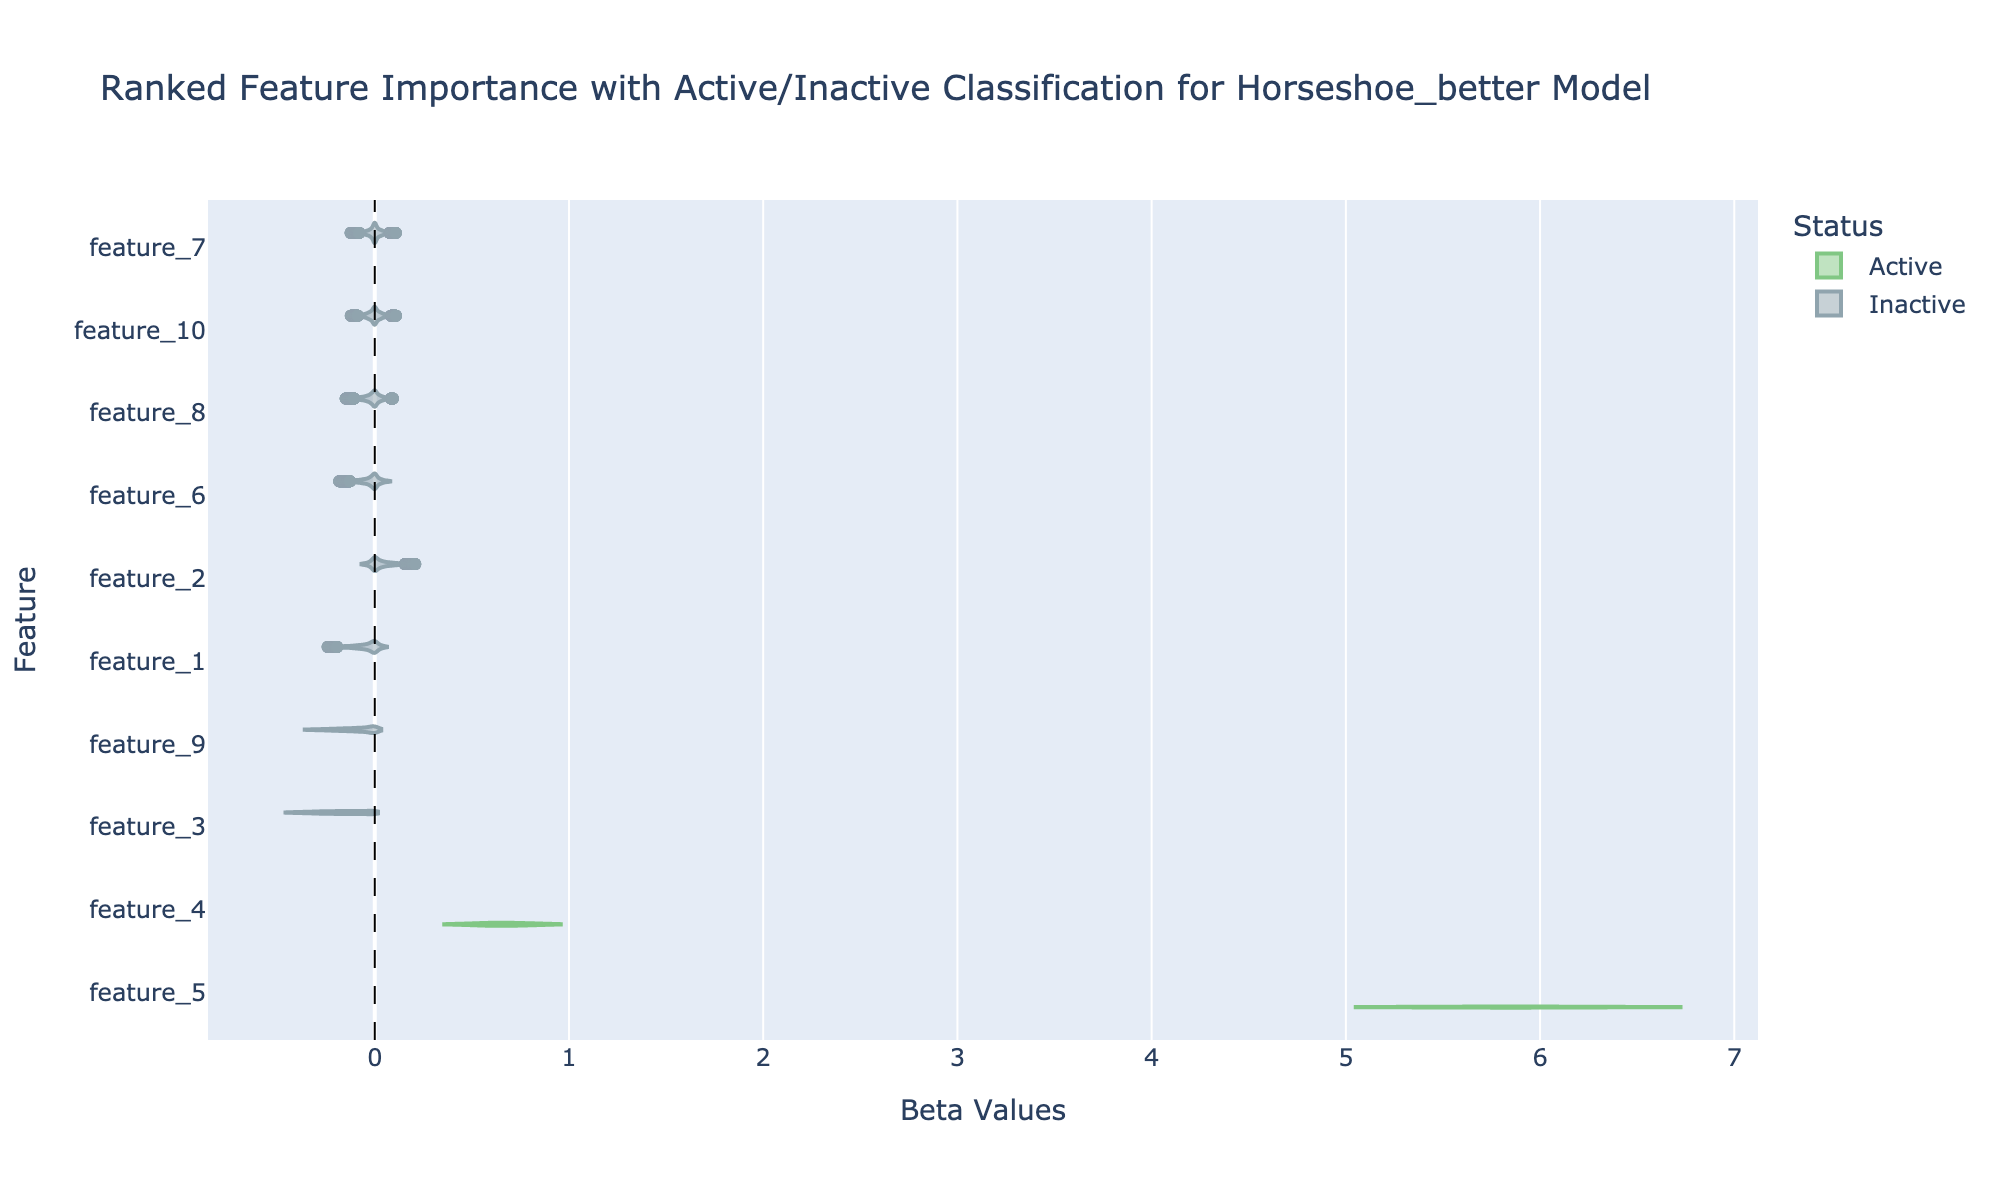 Ranked Feature Importance with Active/Inactive Classification for Horseshoe_better Model
Status
Active
Inactive
Feature
feature_7
feature_10
feature_8
feature_6
feature_2
feature_1
feature_9
feature_3
feature_4
feature_5
0 1 2 3 4 5 6 7
Beta Values